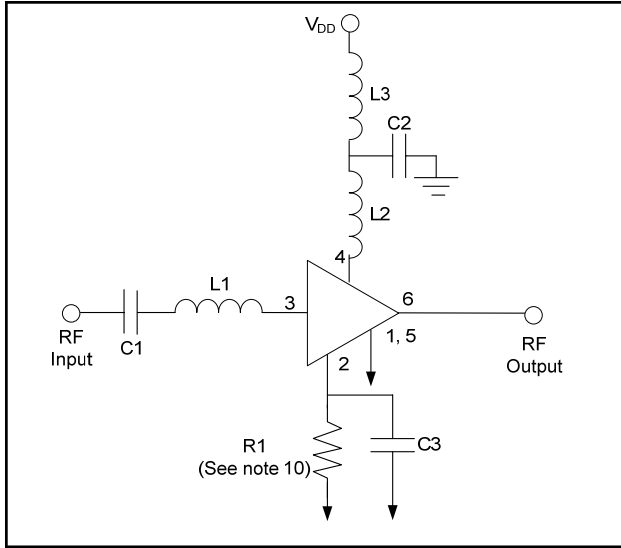 VDD
L3
C2
L2
4
L1
3
6
RF
Input
C1
1, 5
RF
Output
2
R1
(See note 10)
C3